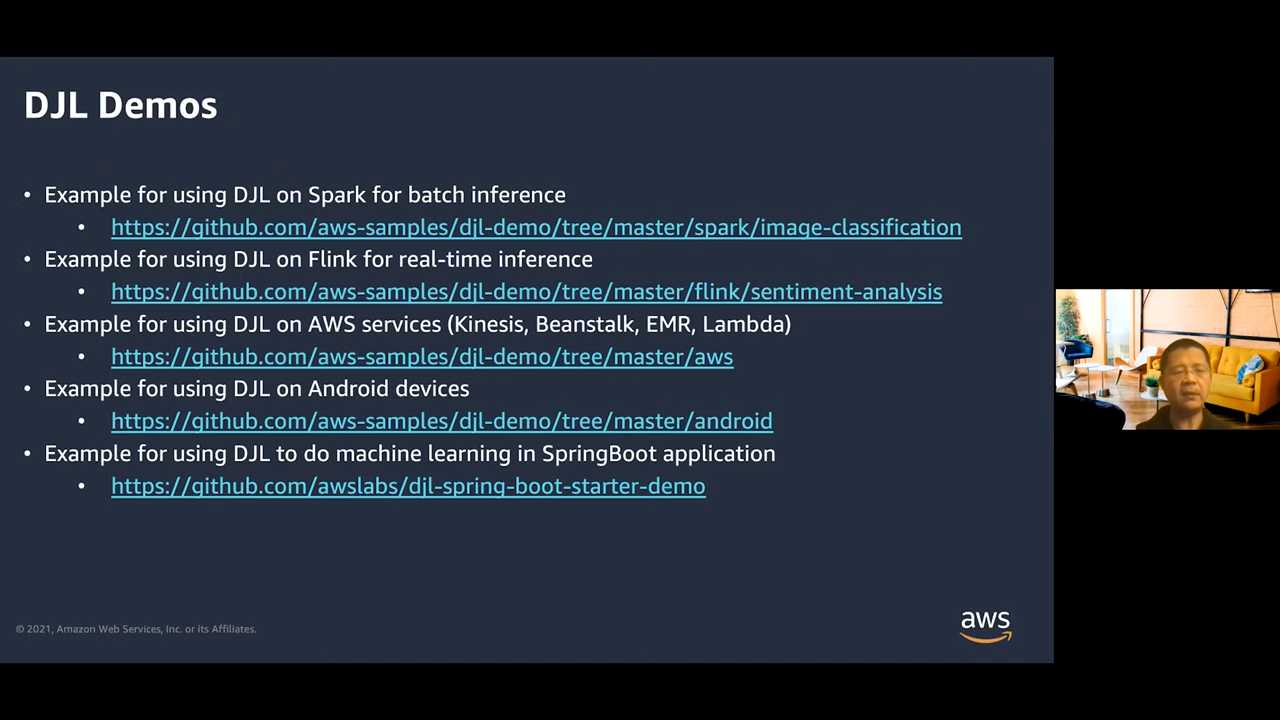 DJL Demos
• Example for using DJL on Spark for batch inference
• https://github.com/aws-samples/djl-demo/tree/master/spark/image-classification
• Example for using DJL on Flink for real-time inference
• https://github.com/aws-samples/djl-demo/tree/master/flink/sentiment-analysis
• Example for using DJL on AWS services (Kinesis, Beanstalk, EMR, Lambda)
• https://github.com/aws-samples/djl-demo/tree/master/aws
• Example for using DJL on Android devices
• https://github.com/aws-samples/djl-demo/tree/master/android
• Example for using DJL to do machine learning in SpringBoot application
• https://github.com/awslabs/djl-spring-boot-starter-demo
© 2021, Amazon Web Services, Inc. or its Affiliates.
aws